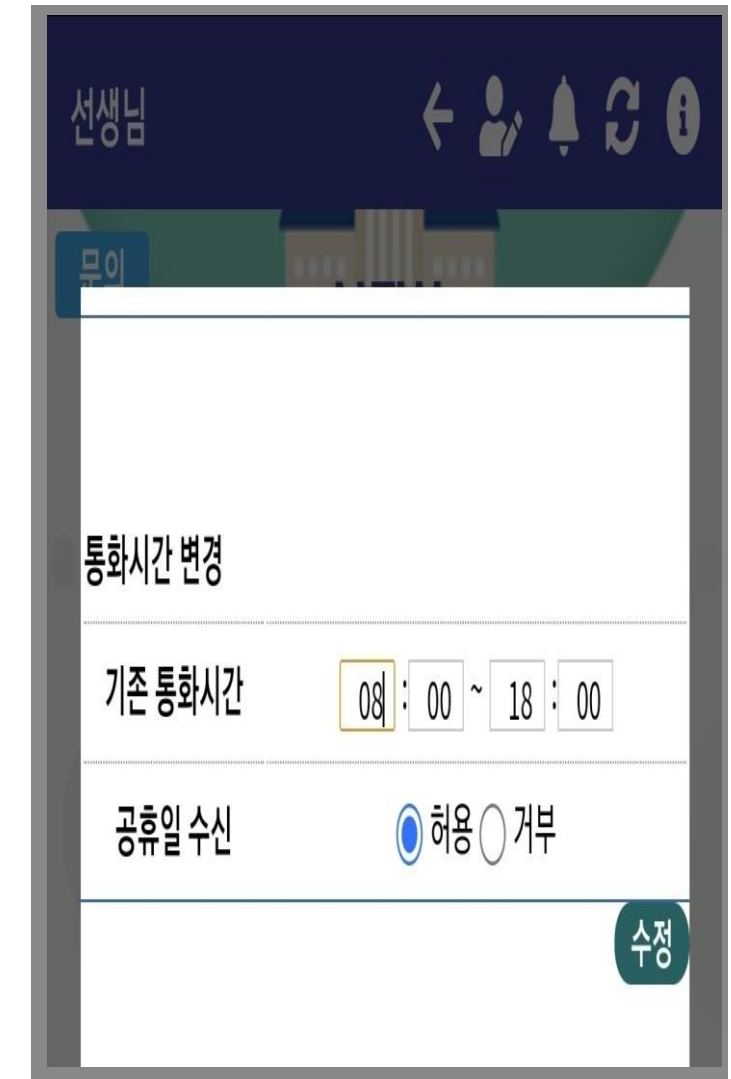 선생님
문의
통화시간 변경
기존 통화시간 08 : 00 ~ 18 : 00
공휴일 수신 허용 거부
수정